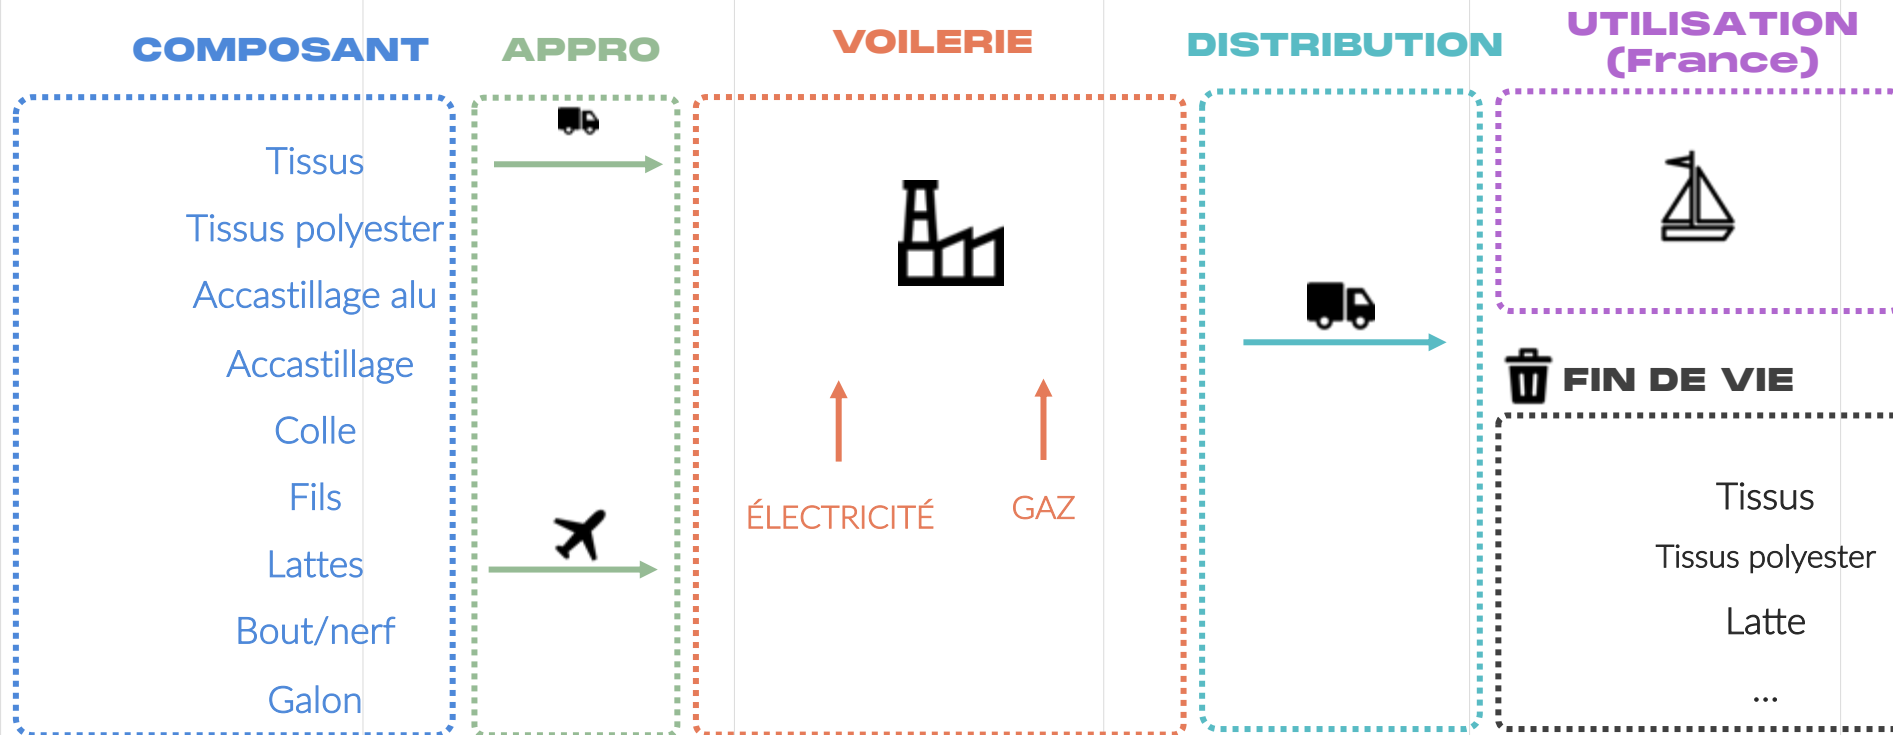 COMPOSANT
Tissus
Tissus polyester
Accastillage alu
Accastillage
Colle
Fils
Lattes
Bout/nerf
Galon
APPRO
VOILERIE
ÉLECTRICITÉ
GAZ
DISTRIBUTION
UTILISATION
(France)
FIN DE VIE
Tissus
Tissus polyester
Latte
...